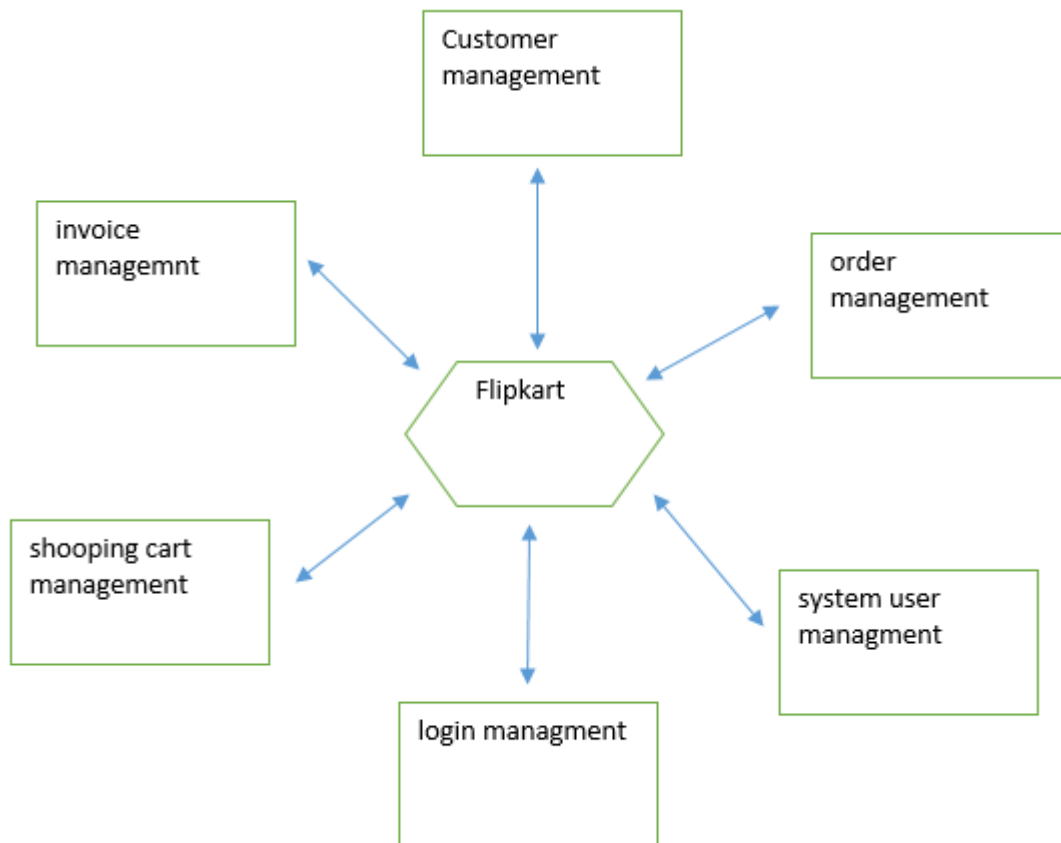 Customer
management
invoice
managemnt
order
management
Flipkart
shooping cart
management
system user
managment
login managment